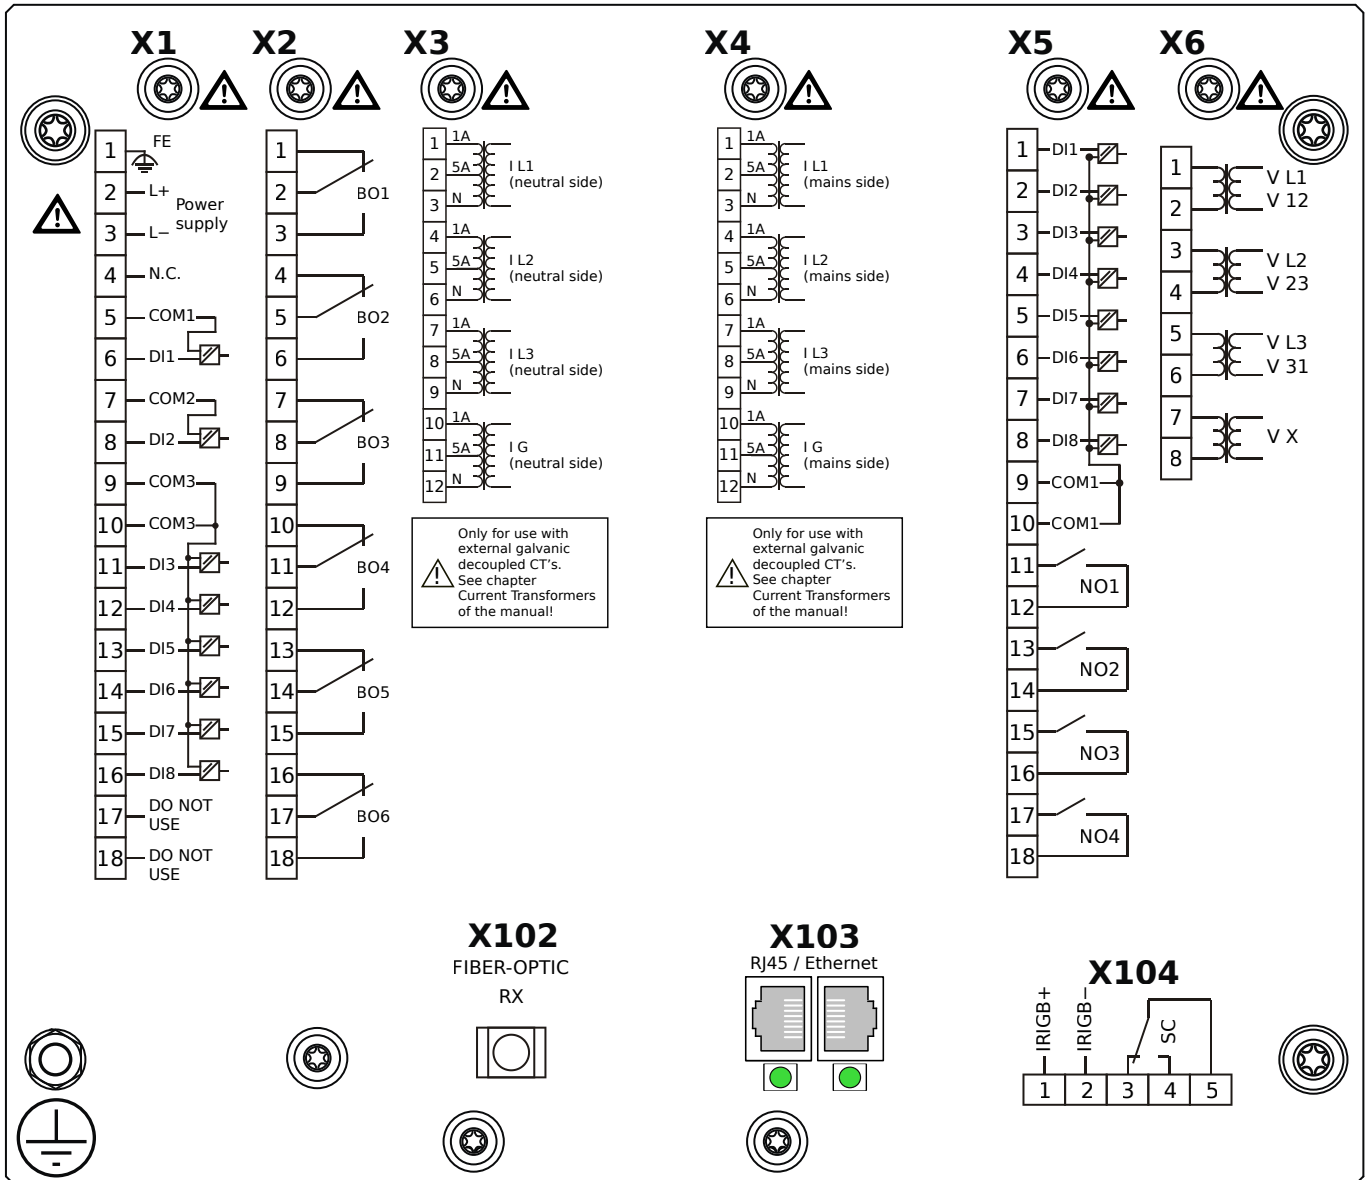 X1 X2 X3 X4 X5 X6
1 FE
2 L+
Power
supply
3 L−
4 N.C.
5 COM1
6 DI1
7 COM2
8 DI2
9 COM3
10 COM3
11 DI3
12 DI4
13 DI5
14 DI6
15 DI7
16 DI8
17 DO NOT
USE
18 DO NOT
USE
1
2 BO1
3
4
5 BO2
6
7
8 BO3
9
10
11 BO4
12
13
14 BO5
15
16
17 BO6
18
1 1A
I L1
2 5A
(neutral side)
3 N
4 1A
I L2
5 5A
(neutral side)
6 N
7 1A
I L3
8 5A
(neutral side)
9 N
10 1A
I G
11 5A
(neutral side)
12 N
Only for use with
external galvanic
decoupled CT’s.
See chapter
Current Transformers
of the manual!
1 1A
I L1
2 5A
(mains side)
3 N
4 1A
I L2
5 5A
(mains side)
6 N
7 1A
I L3
8 5A
(mains side)
9 N
10 1A
I G
11 5A
(mains side)
12 N
Only for use with
external galvanic
decoupled CT’s.
See chapter
Current Transformers
of the manual!
1 DI1
2 DI2
3 DI3
4 DI4
5 DI5
6 DI6
7 DI7
8 DI8
9 COM1
10 COM1
11
NO1
12
13
NO2
14
15
NO3
16
17
NO4
18
1
V L1
V 12
2
3
V L2
V 23
4
5
V L3
V 31
6
7
V X
8
X102
FIBER-OPTIC
RX
X103
RJ45 / Ethernet
X104
IRIGB+
IRIGB−
SC
1 2 3 4 5